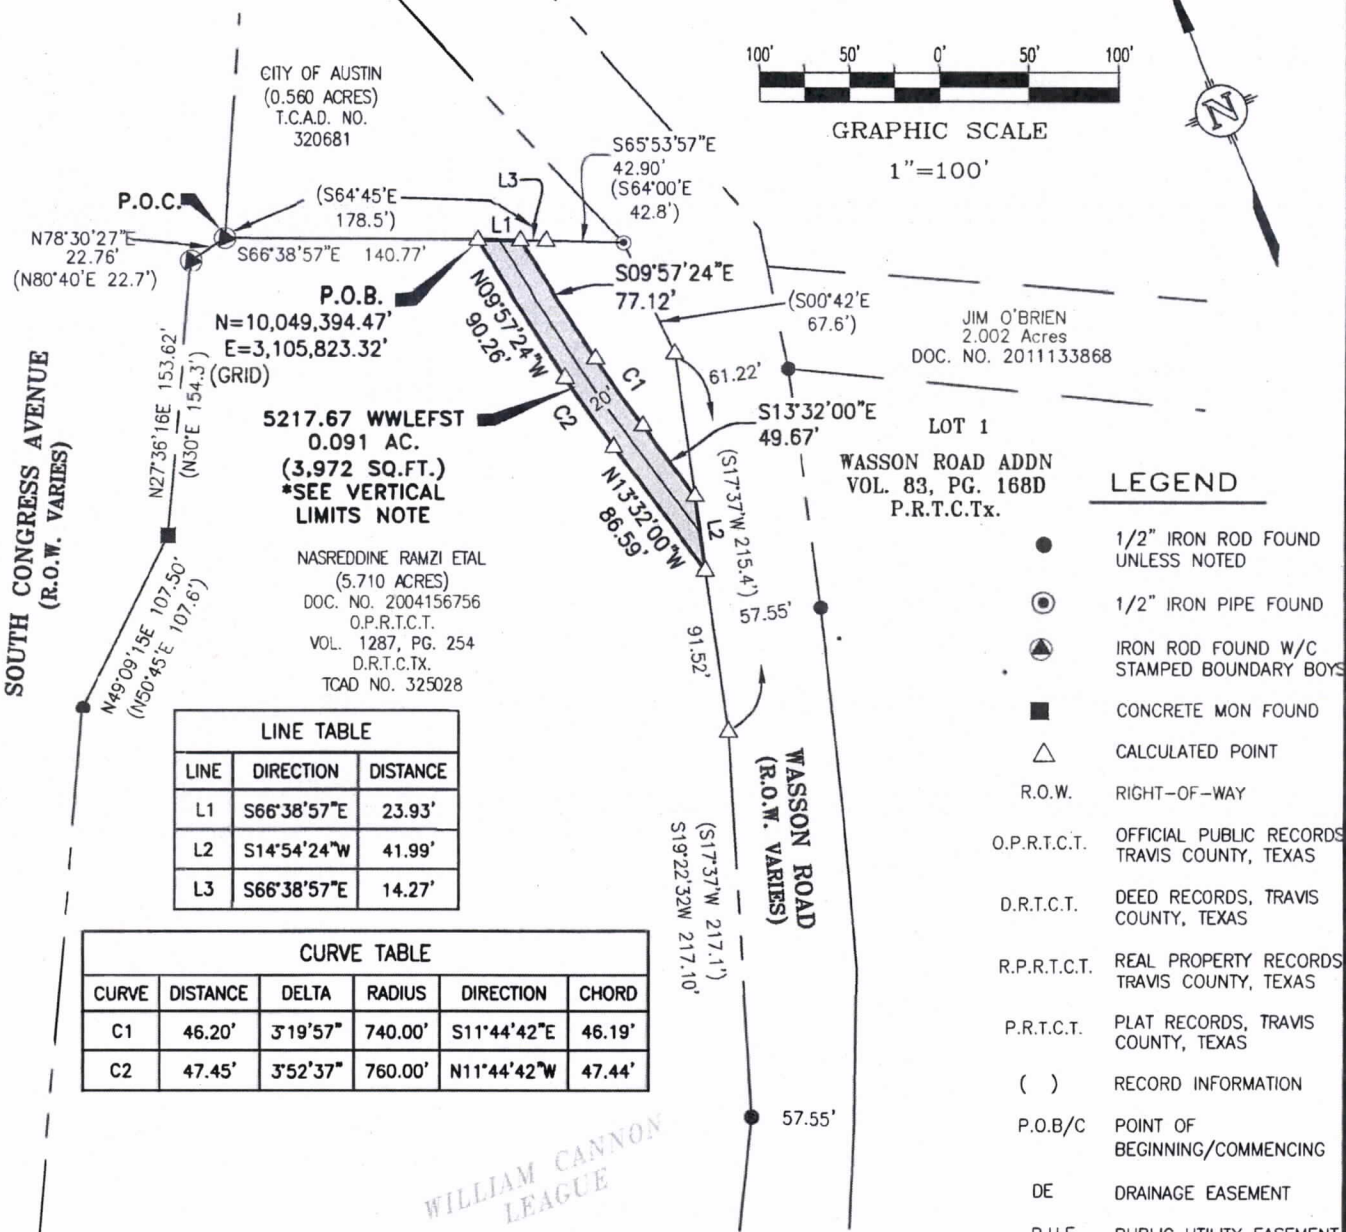 100' 50' 0' 50' 100'
GRAPHIC SCALE
1"=100'
N
CITY OF AUSTIN
(0.560 ACRES)
T.C.A.D. NO.
320681
P.O.C.
(S64°45'E
178.5')
L3
L1
S65°53'57"E
42.90'
(S64°00'E
42.8')
N78°30'27"E
22.76'
(N80°40'E 22.7')
S66°38'57"E 140.77'
P.O.B.
N=10,049,394.47'
E=3,105,823.32'
(GRID)
N09°57'24"W
90.26'
S09°57'24"E
77.12'
(S00°42'E
67.6')
JIM O'BRIEN
2.002 Acres
DOC. NO. 2011133868
61.22'
C1
20'
C2
S13°32'00"E
49.67'
N13°32'00"W
86.59'
L2
LOT 1
WASSON ROAD ADDN
VOL. 83, PG. 168D
P.R.T.C.Tx.
SOUTH CONGRESS AVENUE
(R.O.W. VARIES)
N27°36'16E 153.62'
(N30°E 154.3')
N49°09'15E 107.50'
(N50°45'E 107.6')
5217.67 WWLEFST
0.091 AC.
(3,972 SQ.FT.)
*SEE VERTICAL
LIMITS NOTE
NASREDDINE RAMZI ETAL
(5.710 ACRES)
DOC. NO. 2004156756
O.P.R.T.C.T.
VOL. 1287, PG. 254
D.R.T.C.TX.
TCAD NO. 325028
(S17°37'W 215.4')
57.55'
91.52'
WASSON ROAD
(R.O.W. VARIES)
(S17°37'W 217.1')
S19°22'32W 217.10'
57.55'
LINE TABLE
LINE DIRECTION DISTANCE
L1 S66°38'57"E 23.93'
L2 S14°54'24"W 41.99'
L3 S66°38'57"E 14.27'
CURVE TABLE
CURVE DISTANCE DELTA RADIUS DIRECTION CHORD
C1 46.20' 3°19'57" 740.00' S11°44'42"E 46.19'
C2 47.45' 3°52'37" 760.00' N11°44'42"W 47.44'
WILLIAM CANNON
LEAGUE
LEGEND
1/2" IRON ROD FOUND
UNLESS NOTED
1/2" IRON PIPE FOUND
IRON ROD FOUND W/C
STAMPED BOUNDARY BOYS
CONCRETE MON FOUND
CALCULATED POINT
R.O.W. RIGHT-OF-WAY
O.P.R.T.C.T. OFFICIAL PUBLIC RECORDS
TRAVIS COUNTY, TEXAS
D.R.T.C.T. DEED RECORDS, TRAVIS
COUNTY, TEXAS
R.P.R.T.C.T. REAL PROPERTY RECORDS
TRAVIS COUNTY, TEXAS
P.R.T.C.T. PLAT RECORDS, TRAVIS
COUNTY, TEXAS
( ) RECORD INFORMATION
P.O.B/C POINT OF
BEGINNING/COMMENCING
DE DRAINAGE EASEMENT
P.U.E. PUBLIC UTILITY EASEMENT